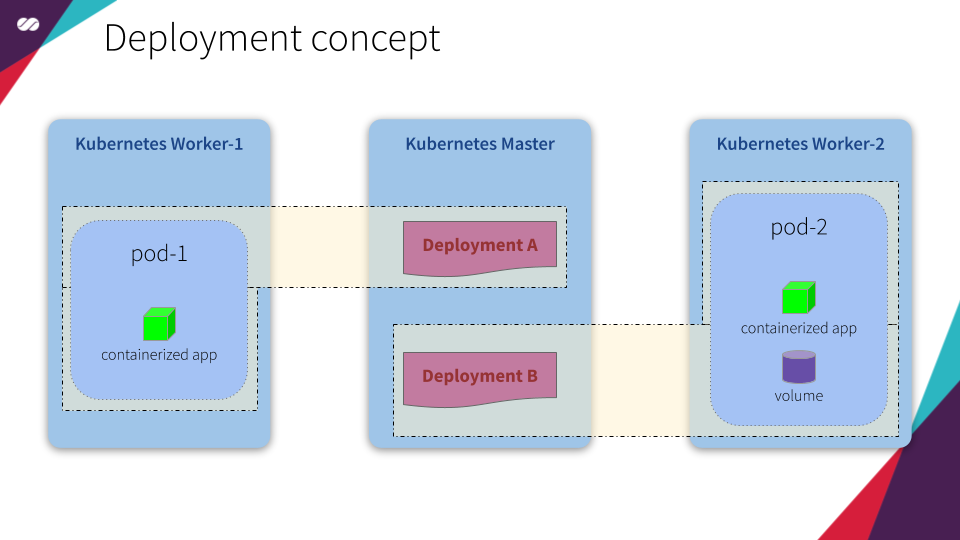 Deployment concept
Kubernetes Worker-1
pod-1
containerized app
Kubernetes Master
Deployment A
Deployment B
Kubernetes Worker-2
pod-2
containerized app
volume